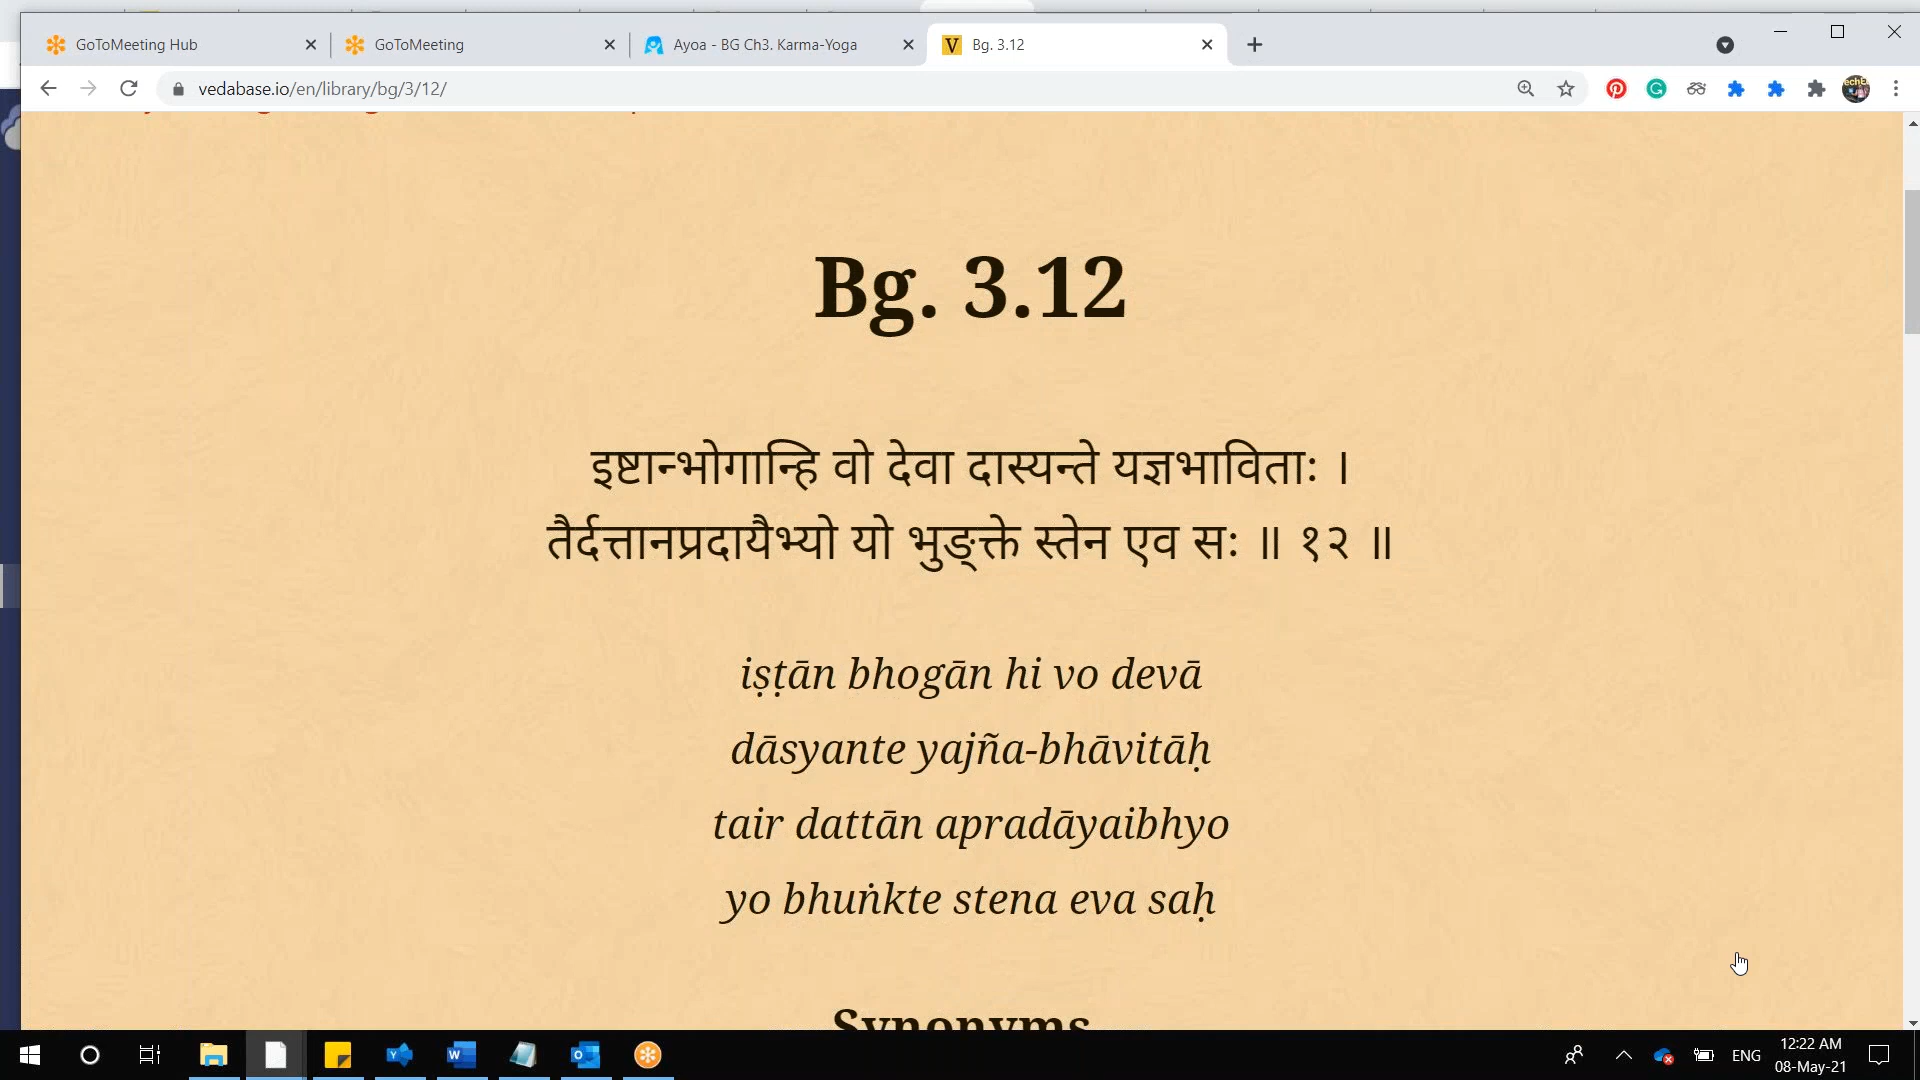 GoToMeeting Hub
GoToMeeting
Ayoa - BG Ch3. Karma-Yoga
Bg. 3.12
vedabase.io/en/library/bg/3/12/
Bg. 3.12
इष्टान्भोगान्हि वो देवा दास्यन्ते यज्ञभाविताः ।
तैर्दत्तानप्रदायैभ्यो यो भुङ्क्ते स्तेन एव सः ॥ १२ ॥
iṣṭān bhogān hi vo devā
dāsyante yajña-bhāvitāḥ
tair dattān apradāyaibhyo
yo bhuṅkte stena eva saḥ
Synonyms
ENG
12:22 AM
08-May-21